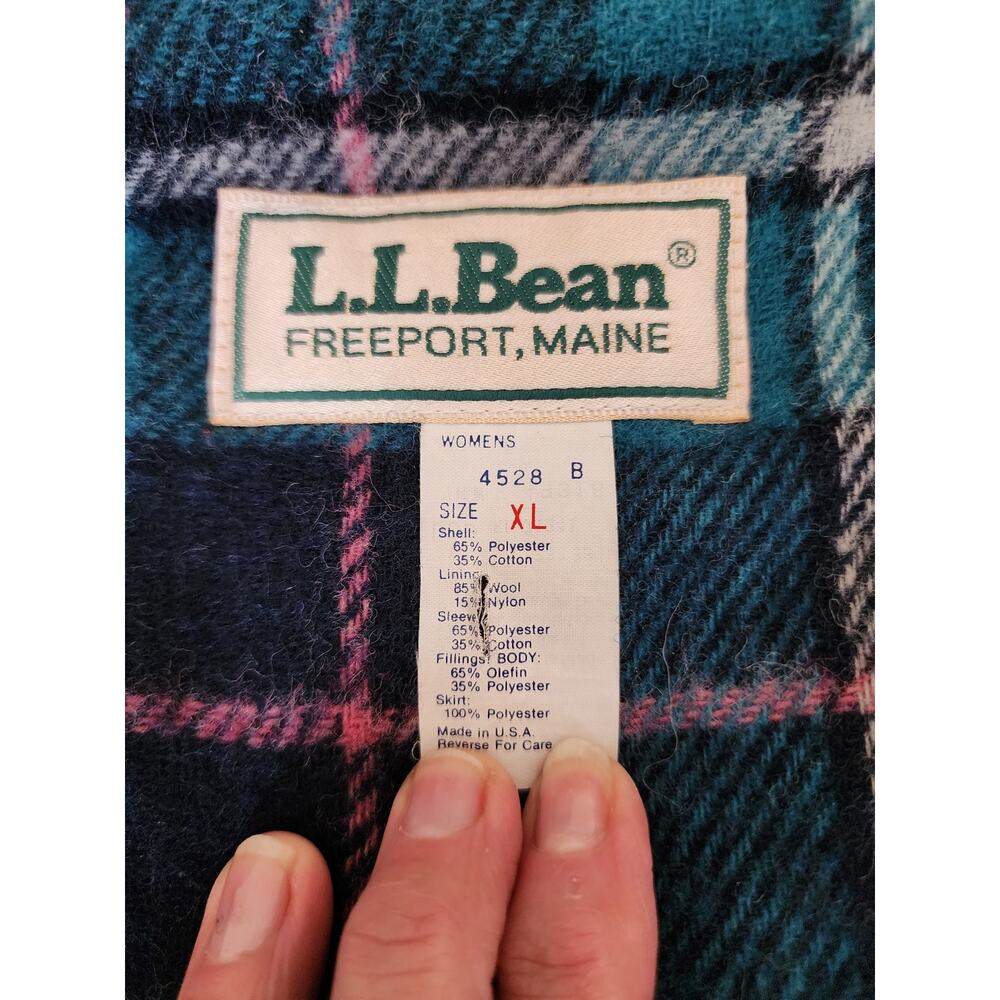 L.L.Bean®
FREEPORT, MAINE
WOMENS
4528 B
SIZE XL
Shell:
65% Polyester
35% Cotton
Lining:
85% Wool
15% Nylon
Sleeve
65% Polyester
35% Cotton
Fillings: BODY:
65% Olefin
35% Polyester
Skirt:
100% Polyester
Made in U.S.A.
Reverse For Care